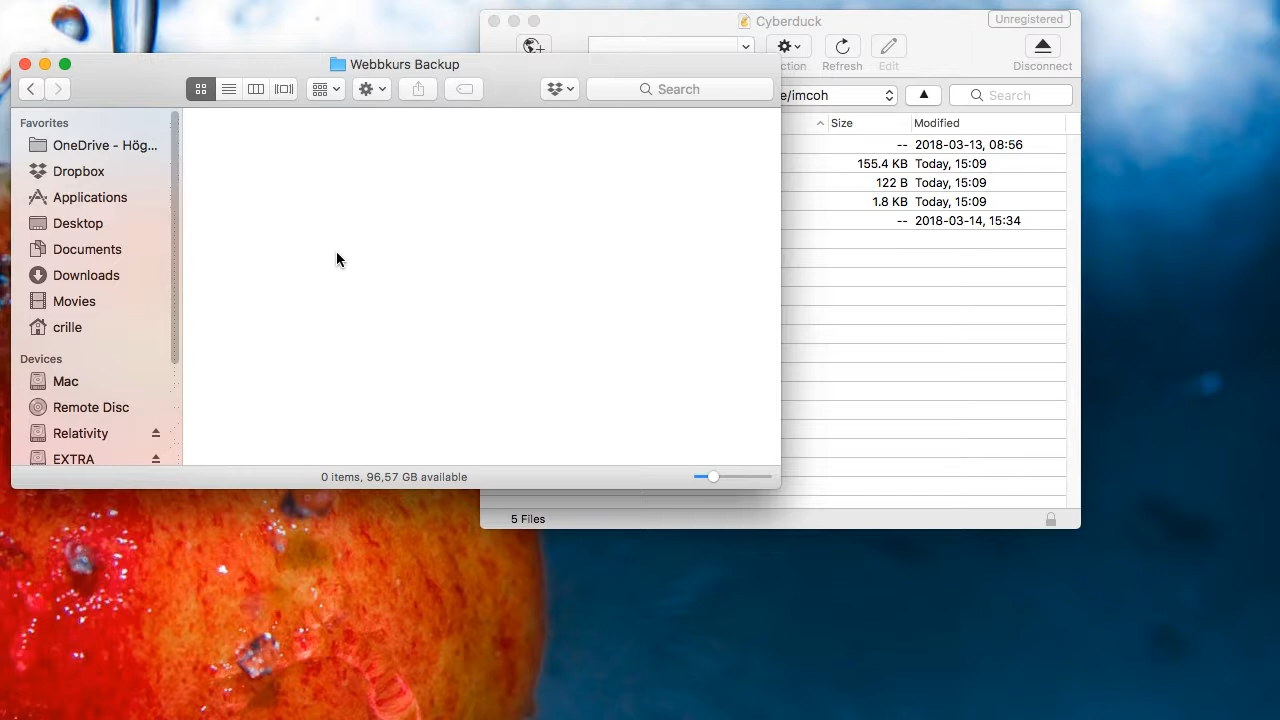 Cyberduck
Unregistered
ction
Refresh
Edit
Disconnect
e/imcoh
Search
Size
Modified
-- 2018-03-13, 08:56
155.4 KB Today, 15:09
122 B Today, 15:09
1.8 KB Today, 15:09
-- 2018-03-14, 15:34
5 Files
Webbkurs Backup
Search
Favorites
OneDrive - Hög...
Dropbox
Applications
Desktop
Documents
Downloads
Movies
crille
Devices
Mac
Remote Disc
Relativity
EXTRA
0 items, 96,57 GB available